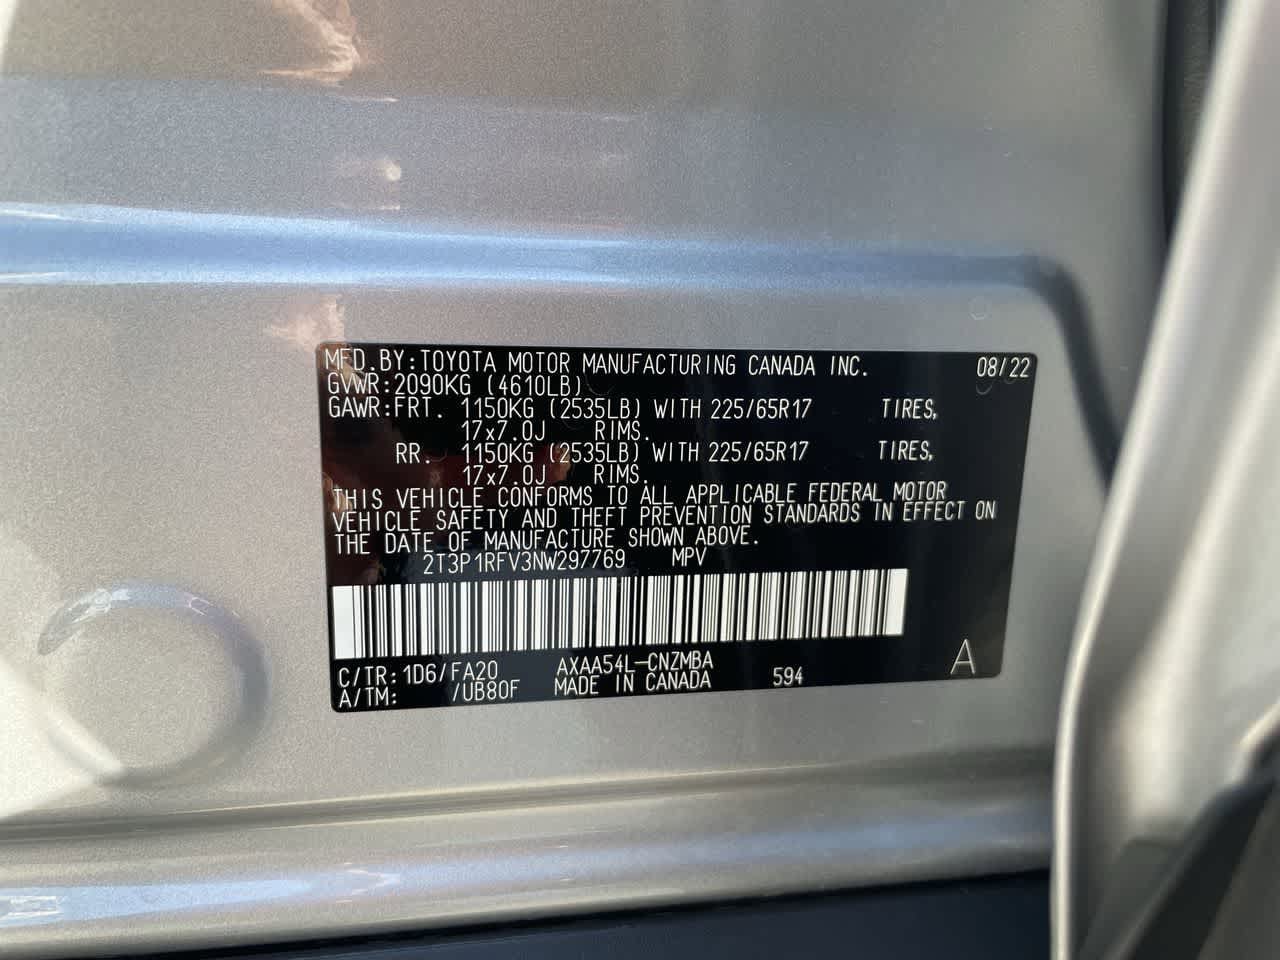 MFD.BY:TOYOTA MOTOR MANUFACTURING CANADA INC. 08/22
GVWR:2090KG (4610LB)
GAWR:FRT. 1150KG (2535LB) WITH 225/65R17 TIRES,
17x7.0J RIMS.
RR. 1150KG (2535LB) WITH 225/65R17 TIRES,
17x7.0J RIMS.
THIS VEHICLE CONFORMS TO ALL APPLICABLE FEDERAL MOTOR
VEHICLE SAFETY AND THEFT PREVENTION STANDARDS IN EFFECT ON
THE DATE OF MANUFACTURE SHOWN ABOVE.
2T3P1RFV3NW297769 MPV
C/TR:1D6/FA20 AXAA54L-CNZMBA
A/TM: /UB80F MADE IN CANADA 594 A